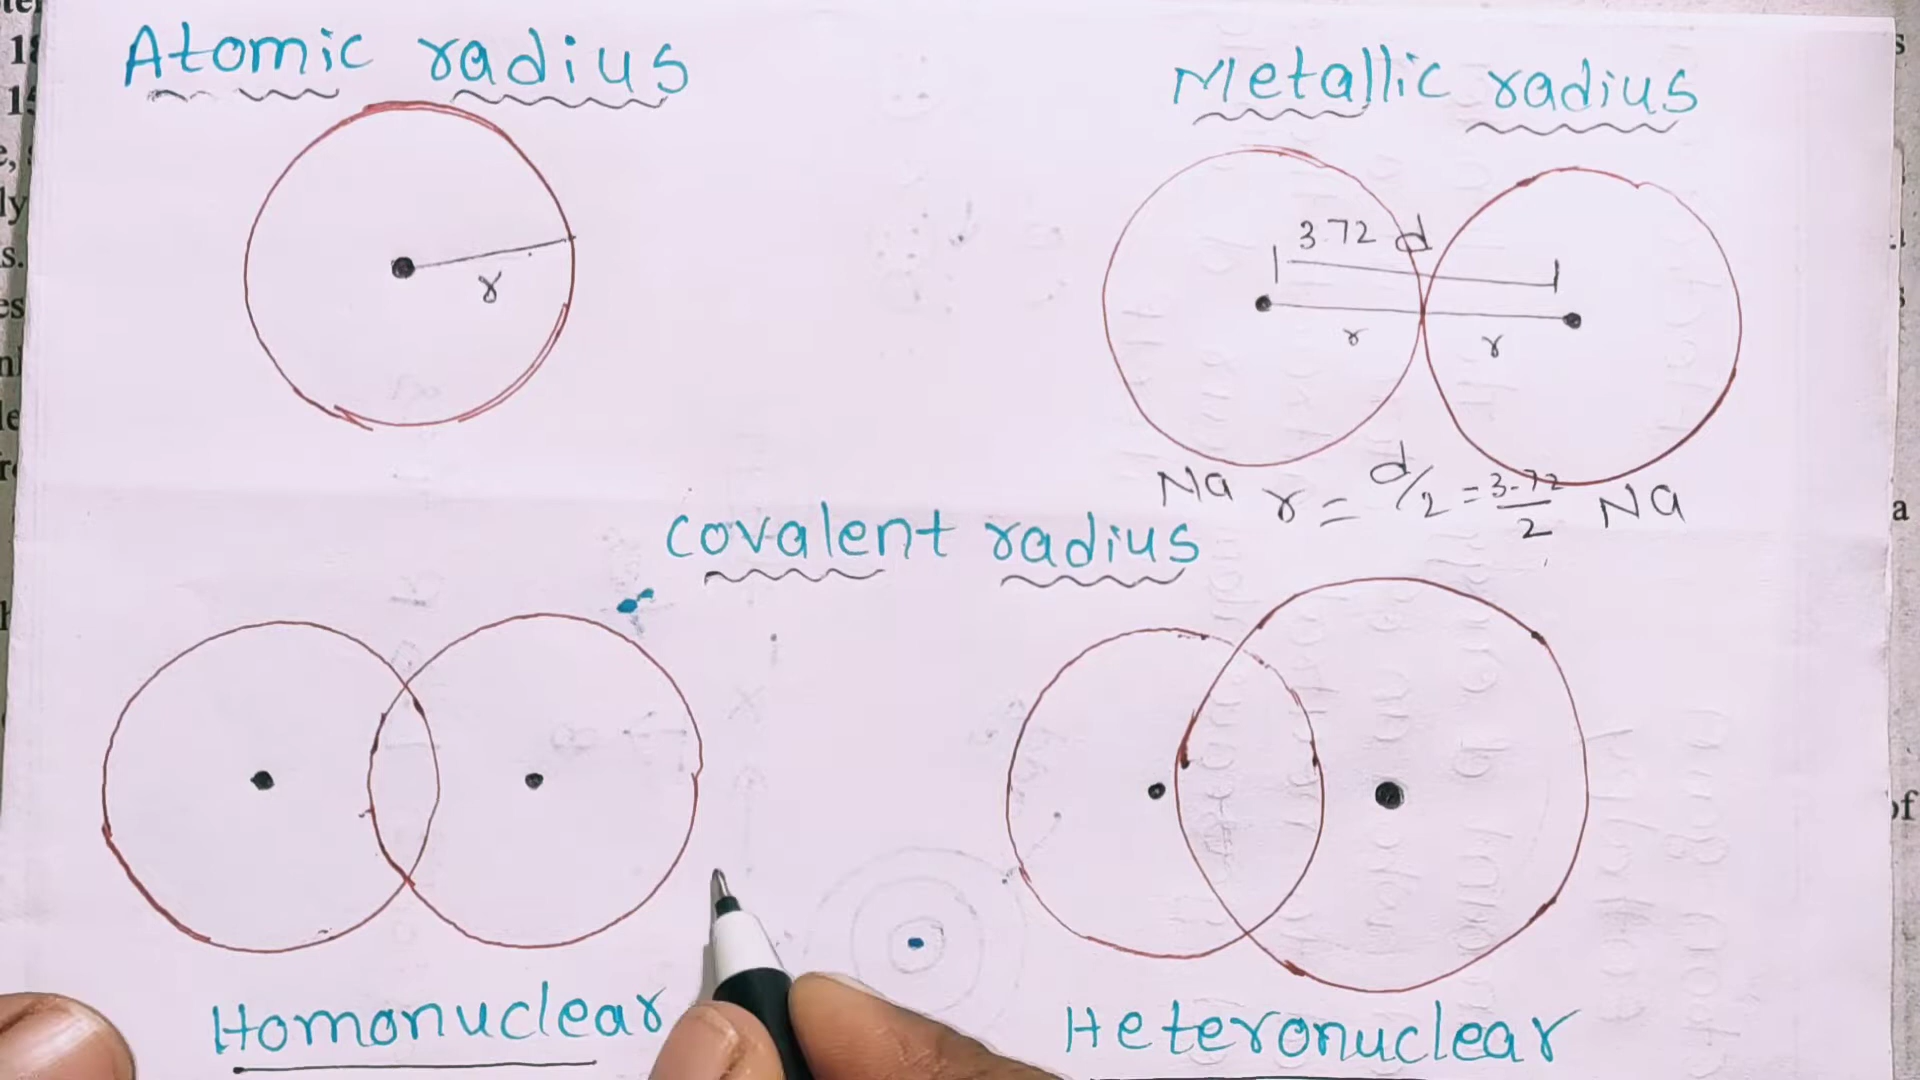 Atomic radius
r
Metallic radius
3.72 d
r r
Na r = d/2 = 3.72/2 Na
covalent radius
Homonuclear
Heteronuclear